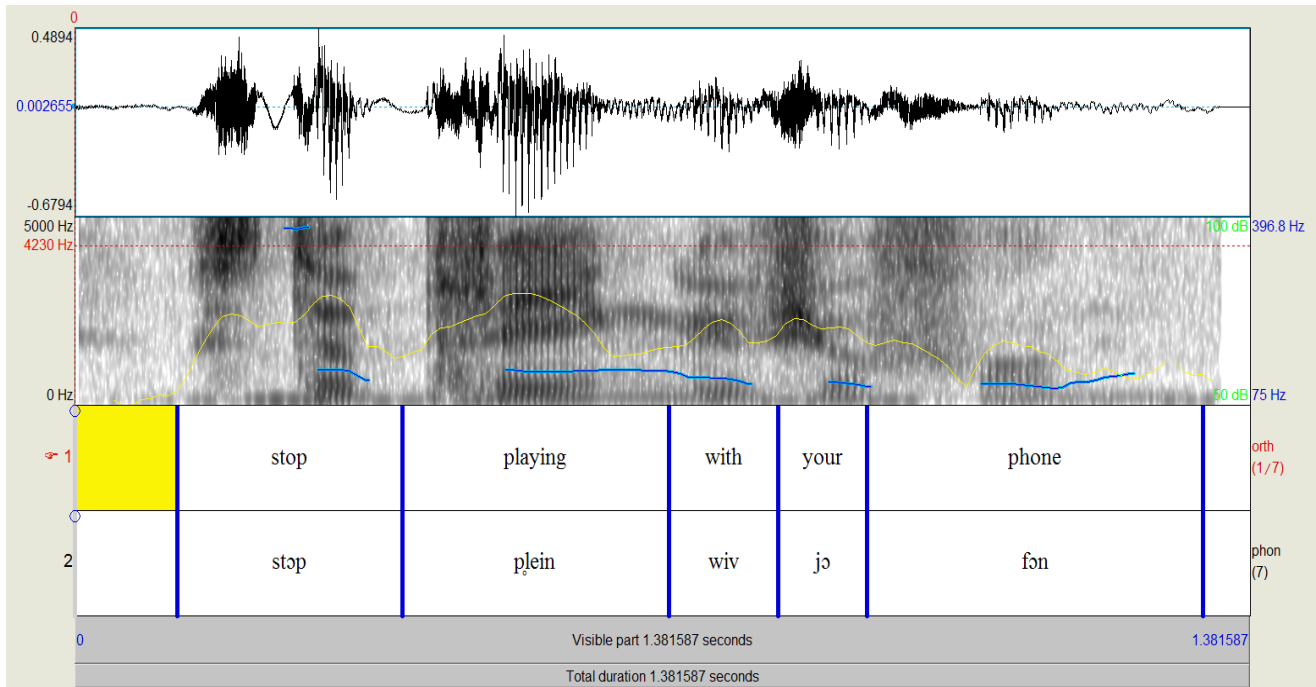 0
0.4894
0.002655
-0.6794
5000 Hz 100 dB 396.8 Hz
4230 Hz
0 Hz 50 dB 75 Hz
☞ 1 stop playing with your phone orth (1/7)
2 stɔp pl̥ein wiv jɔ fɔn phon (7)
0 Visible part 1.381587 seconds 1.381587
Total duration 1.381587 seconds